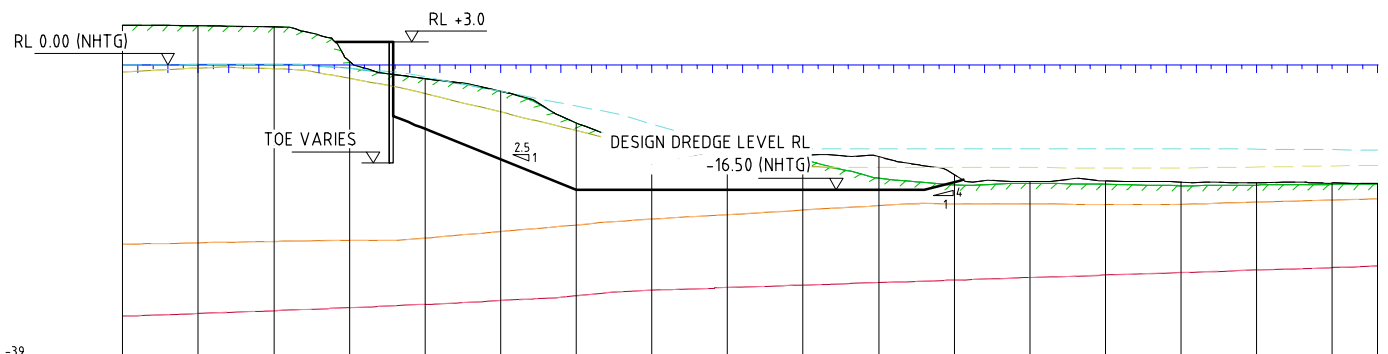 RL +3.0
RL 0.00 (NHTG)
TOE VARIES
2.5
1
DESIGN DREDGE LEVEL RL
-16.50 (NHTG)
4
1
-39